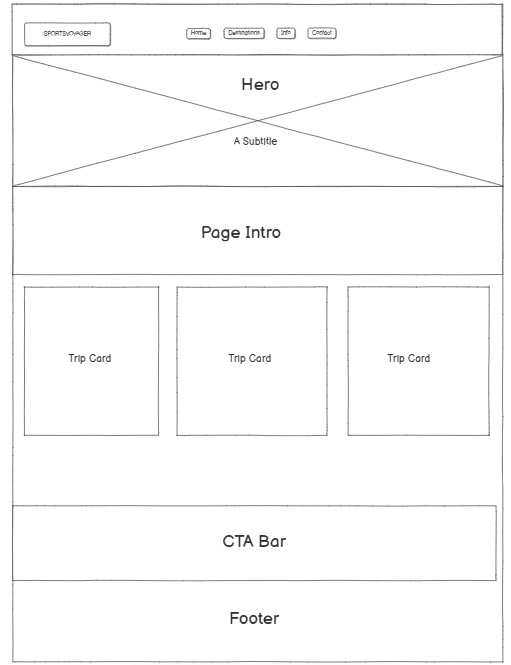 SPORTSVOYAGER
Home Destinations Info Contact
Hero
A Subtitle
Page Intro
Trip Card Trip Card Trip Card
CTA Bar
Footer